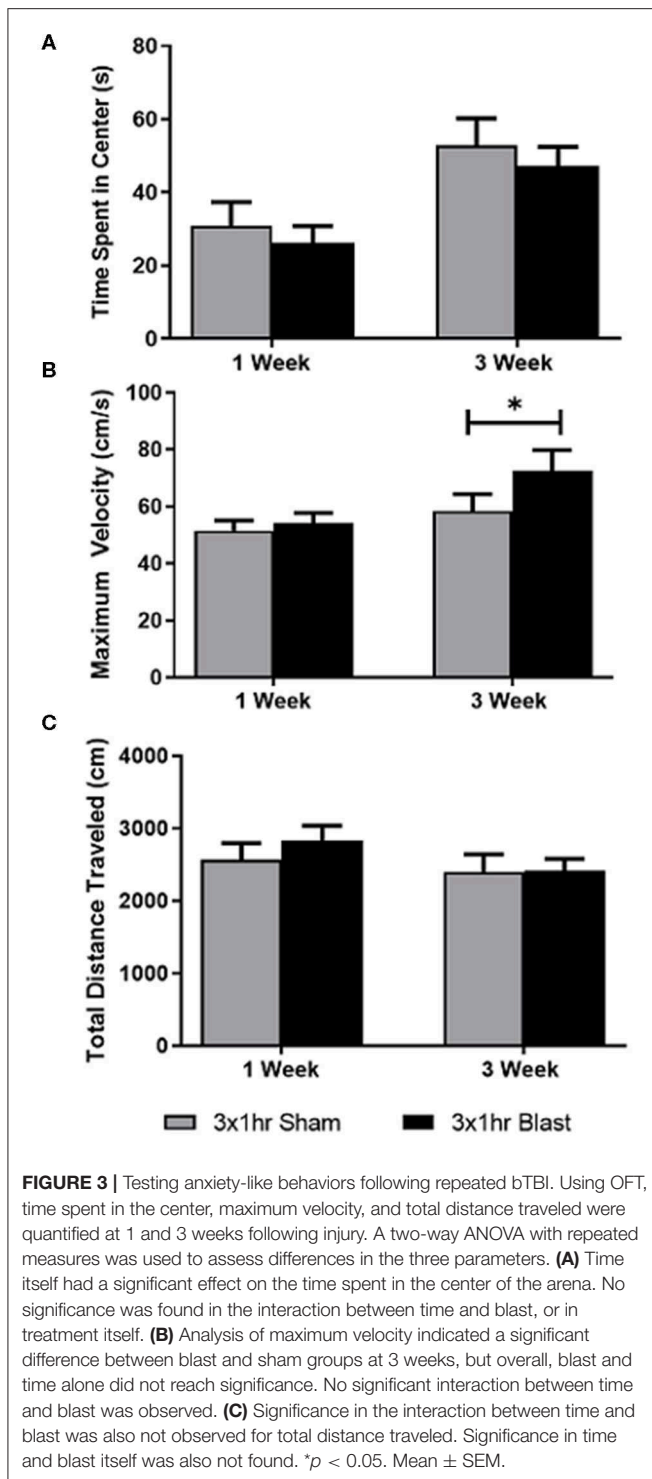 A
80
60
40
20
0
Time Spent in Center (s)
1 Week
3 Week
B
100
80
60
40
20
0
Maximum Velocity (cm/s)
*
1 Week
3 Week
C
4000
3000
2000
1000
0
Total Distance Traveled (cm)
1 Week
3 Week
3x1hr Sham
3x1hr Blast
FIGURE 3 | Testing anxiety-like behaviors following repeated bTBI. Using OFT,
time spent in the center, maximum velocity, and total distance traveled were
quantified at 1 and 3 weeks following injury. A two-way ANOVA with repeated
measures was used to assess differences in the three parameters. (A) Time
itself had a significant effect on the time spent in the center of the arena. No
significance was found in the interaction between time and blast, or in
treatment itself. (B) Analysis of maximum velocity indicated a significant
difference between blast and sham groups at 3 weeks, but overall, blast and
time alone did not reach significance. No significant interaction between time
and blast was observed. (C) Significance in the interaction between time and
blast was also not observed for total distance traveled. Significance in time
and blast itself was also not found. *p < 0.05. Mean ± SEM.